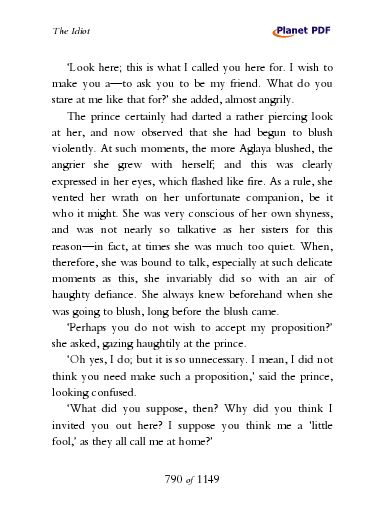 The Idiot
Planet PDF
‘Look here; this is what I called you here for. I wish to
make you a—to ask you to be my friend. What do you
stare at me like that for?’ she added, almost angrily.
The prince certainly had darted a rather piercing look
at her, and now observed that she had begun to blush
violently. At such moments, the more Aglaya blushed, the
angrier she grew with herself; and this was clearly
expressed in her eyes, which flashed like fire. As a rule, she
vented her wrath on her unfortunate companion, be it
who it might. She was very conscious of her own shyness,
and was not nearly so talkative as her sisters for this
reason—in fact, at times she was much too quiet. When,
therefore, she was bound to talk, especially at such delicate
moments as this, she invariably did so with an air of
haughty defiance. She always knew beforehand when she
was going to blush, long before the blush came.
‘Perhaps you do not wish to accept my proposition?’
she asked, gazing haughtily at the prince.
‘Oh yes, I do; but it is so unnecessary. I mean, I did not
think you need make such a proposition,’ said the prince,
looking confused.
‘What did you suppose, then? Why did you think I
invited you out here? I suppose you think me a ‘little
fool,’ as they all call me at home?’
790 of 1149